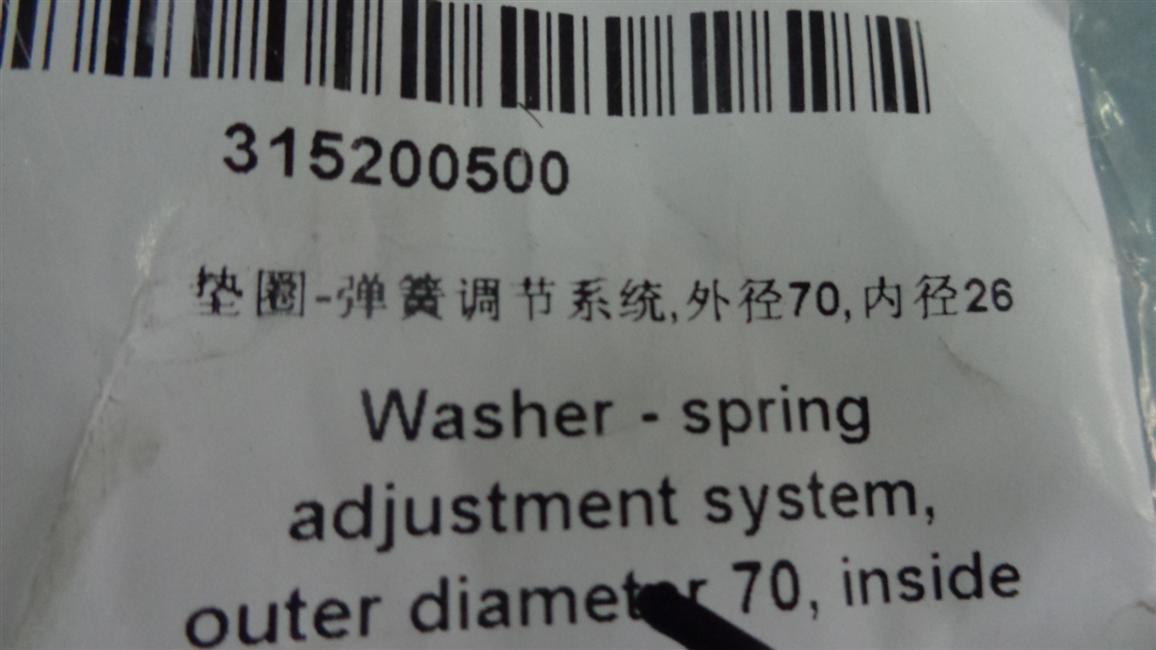 315200500
垫圈-弹簧调节系统,外径70,内径26
Washer - spring
adjustment system,
outer diameter 70, inside